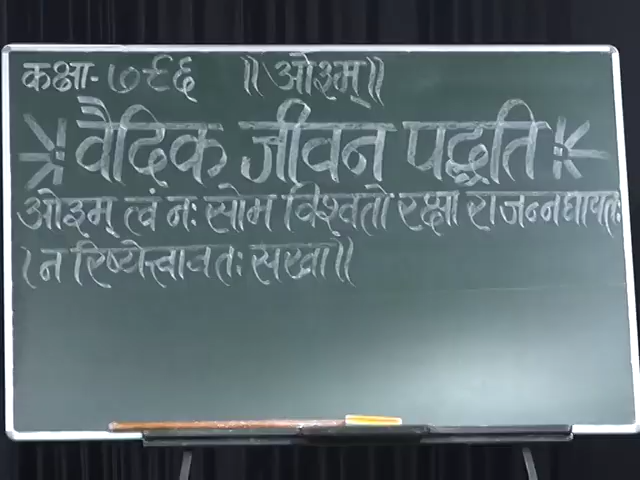 कक्षा- ७९६ ॥ ओ३म् ॥
वैदिक जीवन पद्धति
ओ३म् त्वं नः सोम विश्वतो रक्षा राजन्नघायतः
। न रिष्येत्त्वावतः सखा ॥